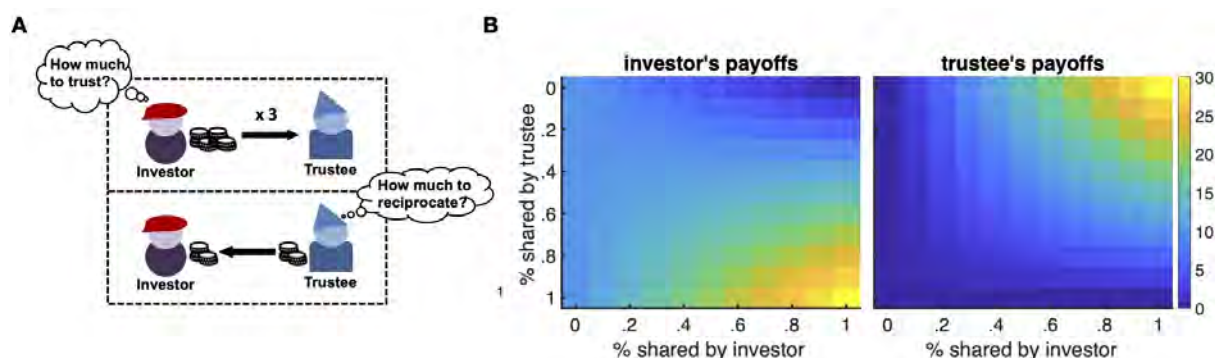 A
How much
to trust?
x 3
Investor
Trustee
How much to
reciprocate?
Investor
Trustee
1
B
investor's payoffs
trustee's payoffs
% shared by trustee
0
.2
.4
.6
.8
1
0 .2 .4 .6 .8 1
% shared by investor
0 .2 .4 .6 .8 1
% shared by investor
30
25
20
15
10
5
0